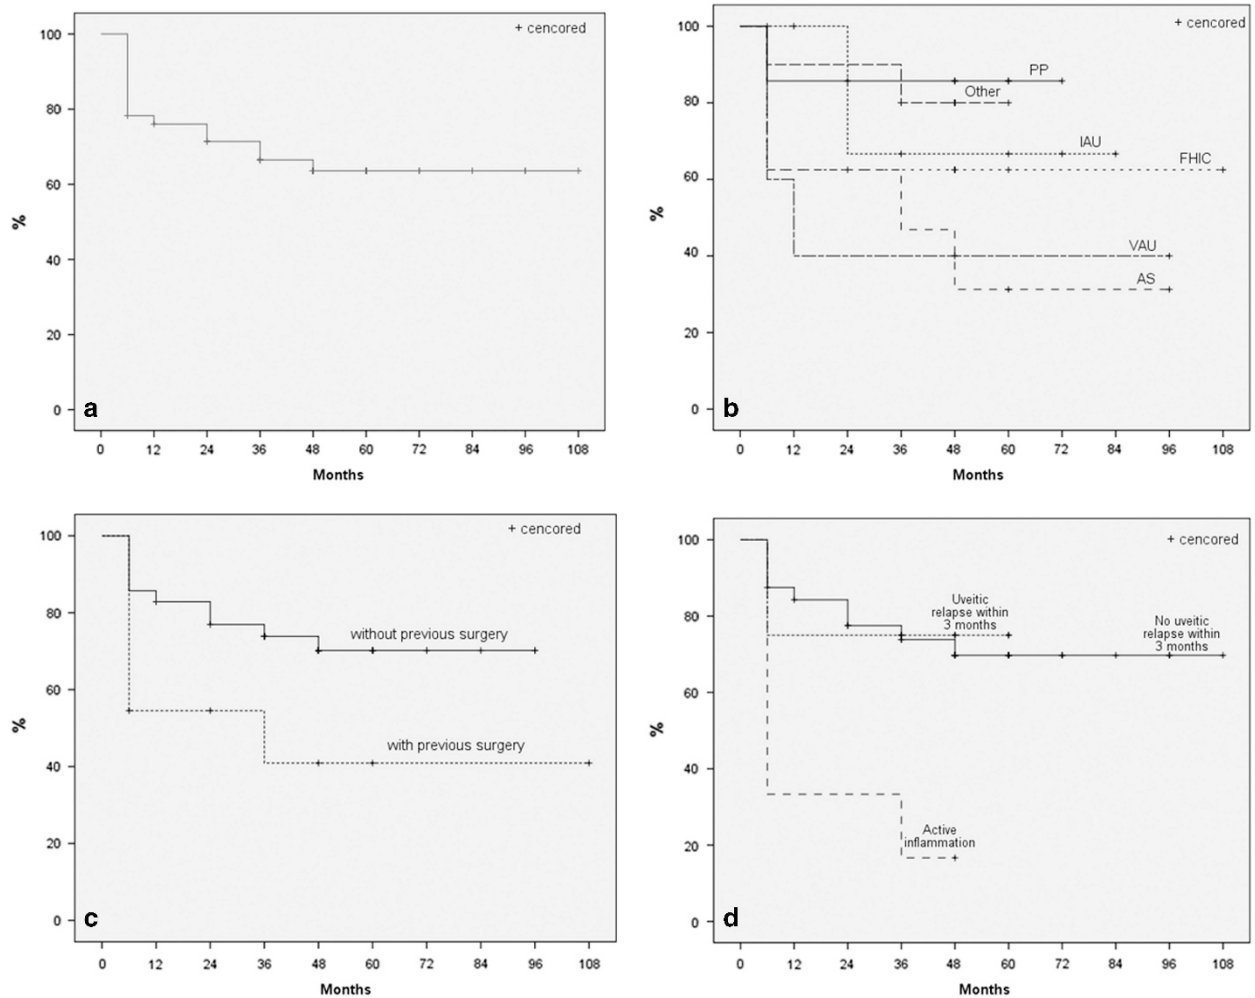 + cencored
100
80
60
40
20
0
%
a
0 12 24 36 48 60 72 84 96 108
Months
+ cencored
100
80
60
40
20
0
%
PP
Other
IAU
FHIC
VAU
AS
b
0 12 24 36 48 60 72 84 96 108
Months
+ cencored
100
80
60
40
20
0
%
without previous surgery
with previous surgery
c
0 12 24 36 48 60 72 84 96 108
Months
+ cencored
100
80
60
40
20
0
%
Uveitic
relapse within
3 months
No uveitic
relapse within
3 months
Active
inflammation
d
0 12 24 36 48 60 72 84 96 108
Months